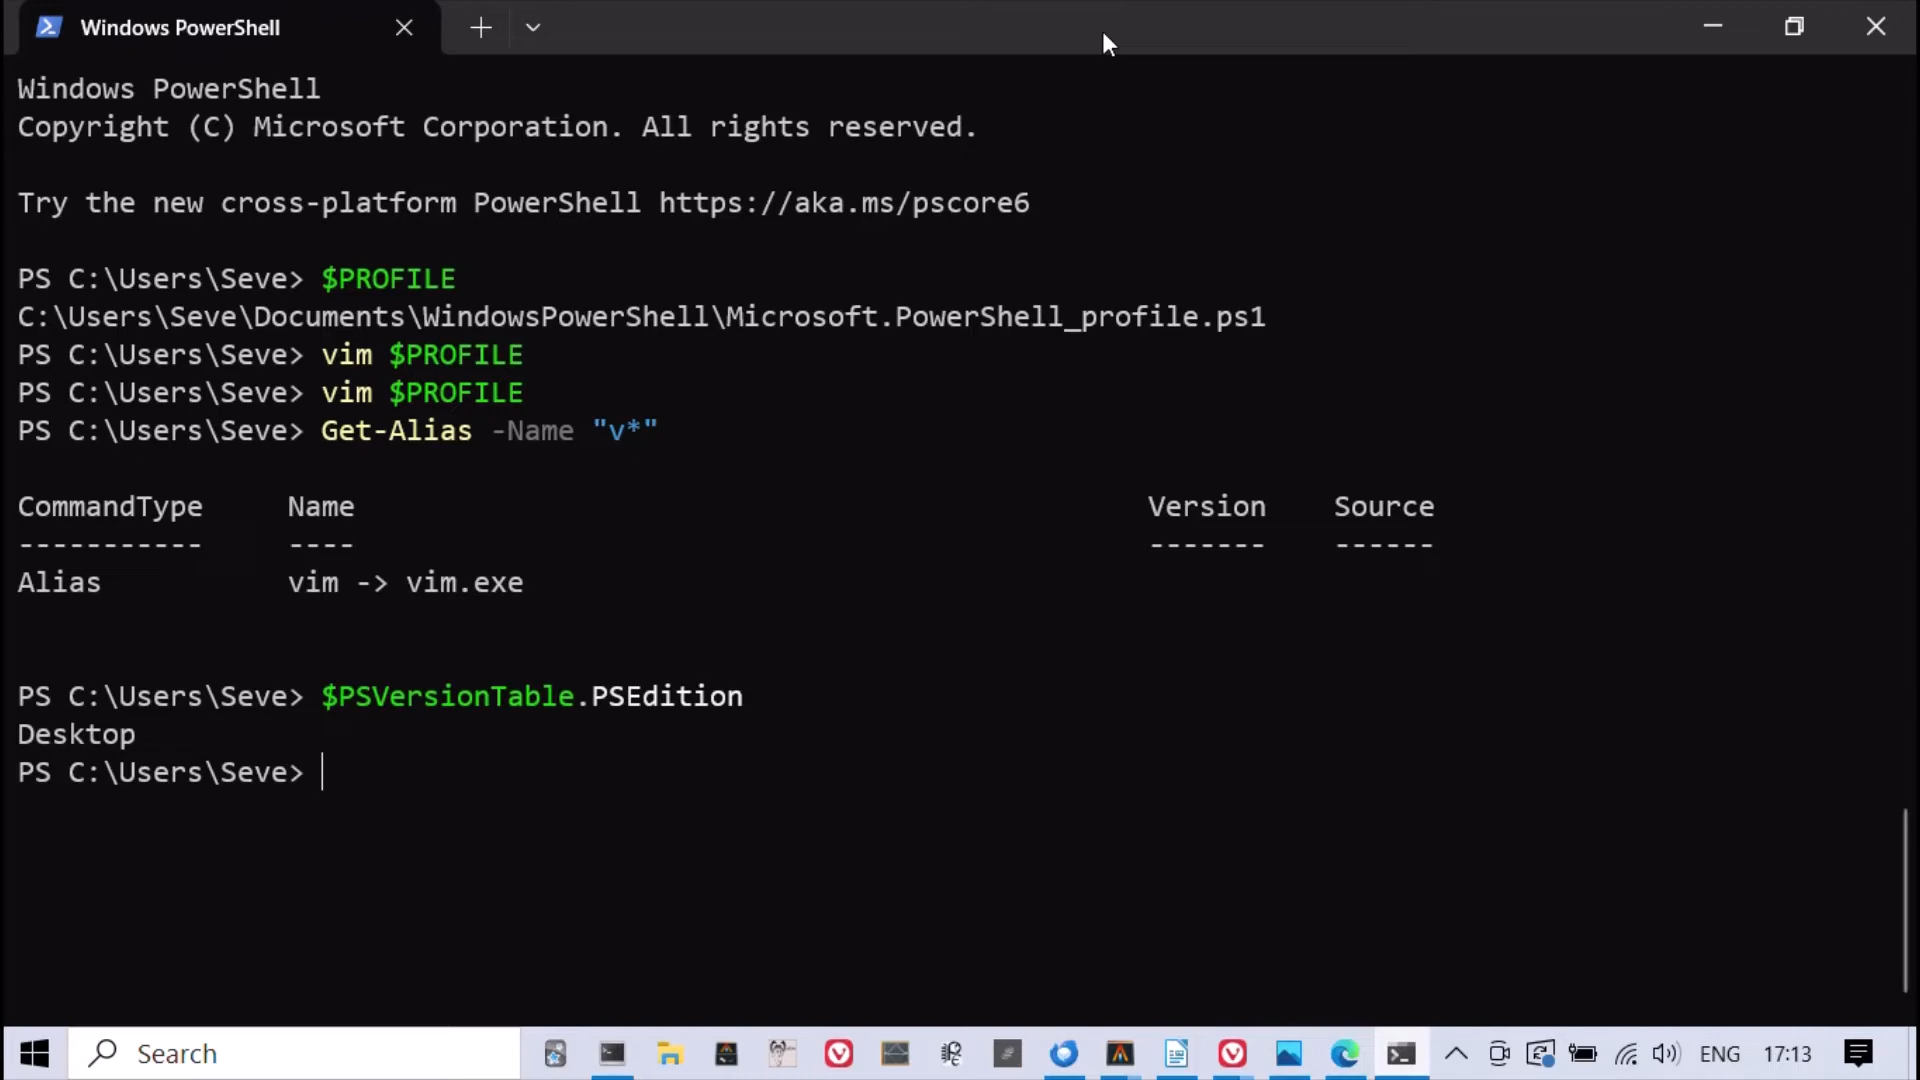 Windows PowerShell
Windows PowerShell
Copyright (C) Microsoft Corporation. All rights reserved.
Try the new cross-platform PowerShell https://aka.ms/pscore6
PS C:\Users\Seve> $PROFILE
C:\Users\Seve\Documents\WindowsPowerShell\Microsoft.PowerShell_profile.ps1
PS C:\Users\Seve> vim $PROFILE
PS C:\Users\Seve> vim $PROFILE
PS C:\Users\Seve> Get-Alias -Name "v*"
CommandType     Name                                               Version    Source
-----------     ----                                               -------    ------
Alias           vim -> vim.exe
PS C:\Users\Seve> $PSVersionTable.PSEdition
Desktop
PS C:\Users\Seve>
Search
ENG
17:13